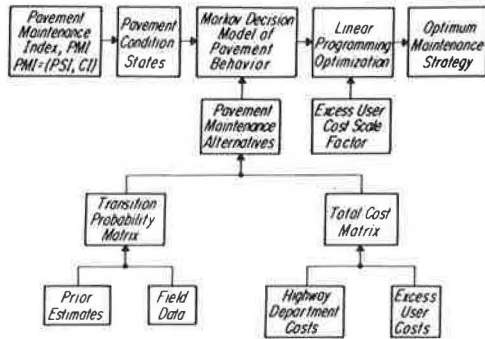 Pavement
Maintenance
Index, PMI
PMI=(PSI, CI)
Pavement
Condition
States
Markov Decision
Model of
Pavement
Behavior
Linear
Programming
Optimization
Optimum
Maintenance
Strategy
Pavement
Maintenance
Alternatives
Excess User
Cost Scale
Factor
Transition
Probability
Matrix
Total Cost
Matrix
Prior
Estimates
Field
Data
Highway
Department
Costs
Excess
User
Costs